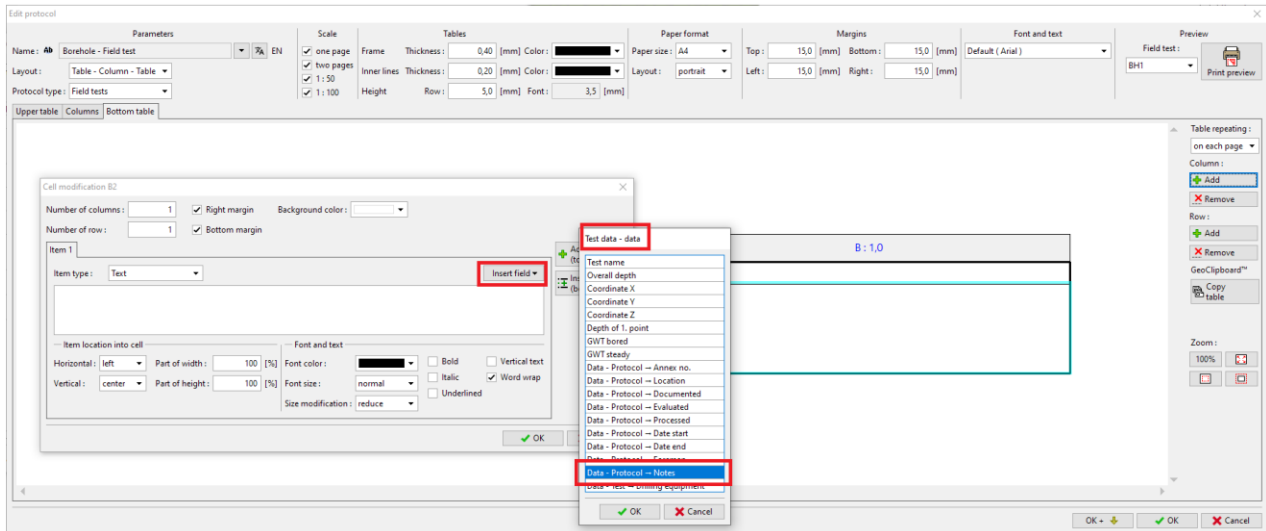 Edit protocol
Parameters Scale Tables Paper format Margins Font and text Preview
Name: Ab Borehole - Field test EN
Layout: Table - Column - Table
Protocol type: Field tests
one page
two pages
1 : 50
1 : 100
Frame Thickness: 0,40 [mm] Color:
Inner lines Thickness: 0,20 [mm] Color:
Height Row: 5,0 [mm] Font: 3,5 [mm]
Paper size: A4
Layout: portrait
Top: 15,0 [mm] Bottom: 15,0 [mm]
Left: 15,0 [mm] Right: 15,0 [mm]
Default ( Arial )
Field test:
BH1
Print preview
Upper table Columns Bottom table
Cell modification B2
Number of columns: 1 Right margin Background color:
Number of row: 1 Bottom margin
Item 1
Item type: Text Insert field
Item location into cell
Horizontal: left Part of width: 100 [%]
Vertical: center Part of height: 100 [%]
Font and text
Font color: Bold Vertical text
Font size: normal Italic Word wrap
Underlined
Size modification: reduce
OK
Test data - data
Test name
Overall depth
Coordinate X
Coordinate Y
Coordinate Z
Depth of 1. point
GWT bored
GWT steady
Data - Protocol → Annex no.
Data - Protocol → Location
Data - Protocol → Documented
Data - Protocol → Evaluated
Data - Protocol → Processed
Data - Protocol → Date start
Data - Protocol → Date end
Data - Protocol → Foreman
Data - Protocol → Notes
Data - Test → Drilling equipment
OK Cancel
B : 1,0
Table repeating:
on each page
Column:
Add
Remove
Row:
Add
Remove
GeoClipboard™
Copy
table
Zoom:
100%
OK + OK Cancel